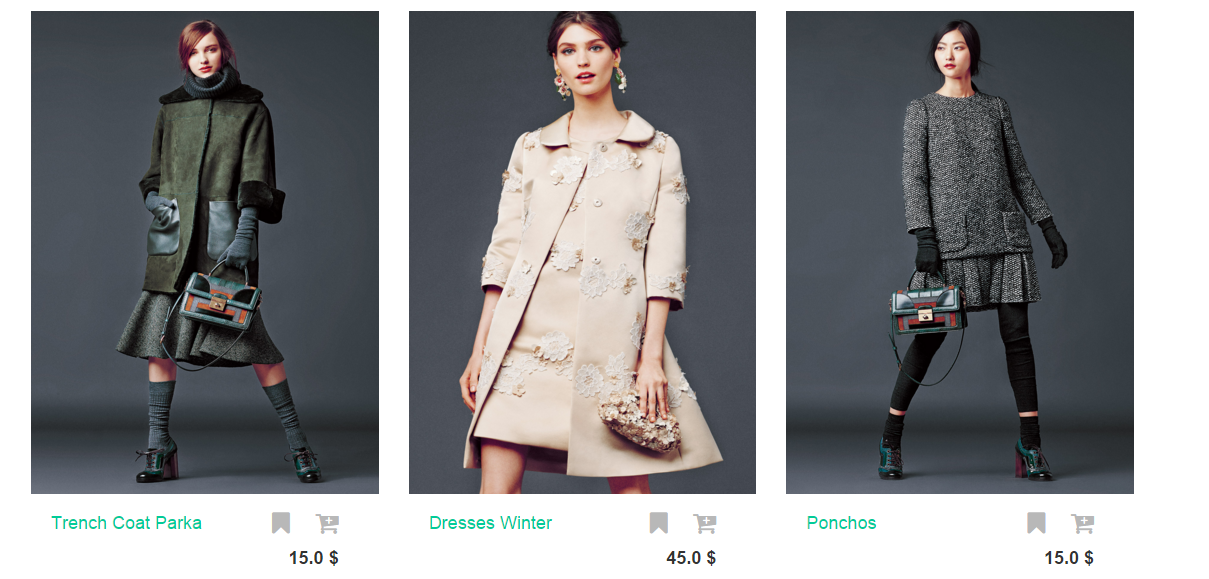 Trench Coat Parka
15.0 $
Dresses Winter
45.0 $
Ponchos
15.0 $